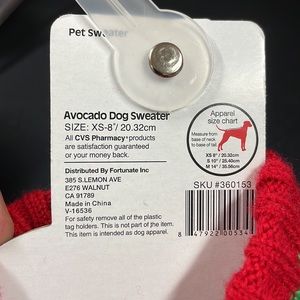 Pet Sweater
Avocado Dog Sweater
SIZE: XS-8"/ 20.32cm
All CVS Pharmacy® products
are satisfaction guaranteed
or your money back.
Distributed By Fortunate Inc
385 S.LEMON AVE
E276 WALNUT
CA 91789
Made in China
V-16536
For safety remove all of the plastic
tag holders. This is not part of the item.
This item is intended as dog apparel.
Apparel
size chart
Measure from
base of neck
to base of tail
XS 8" 20.32cm
S 10" 25.40cm
M 14" 35.56cm
SKU #360153
8 47922 00534